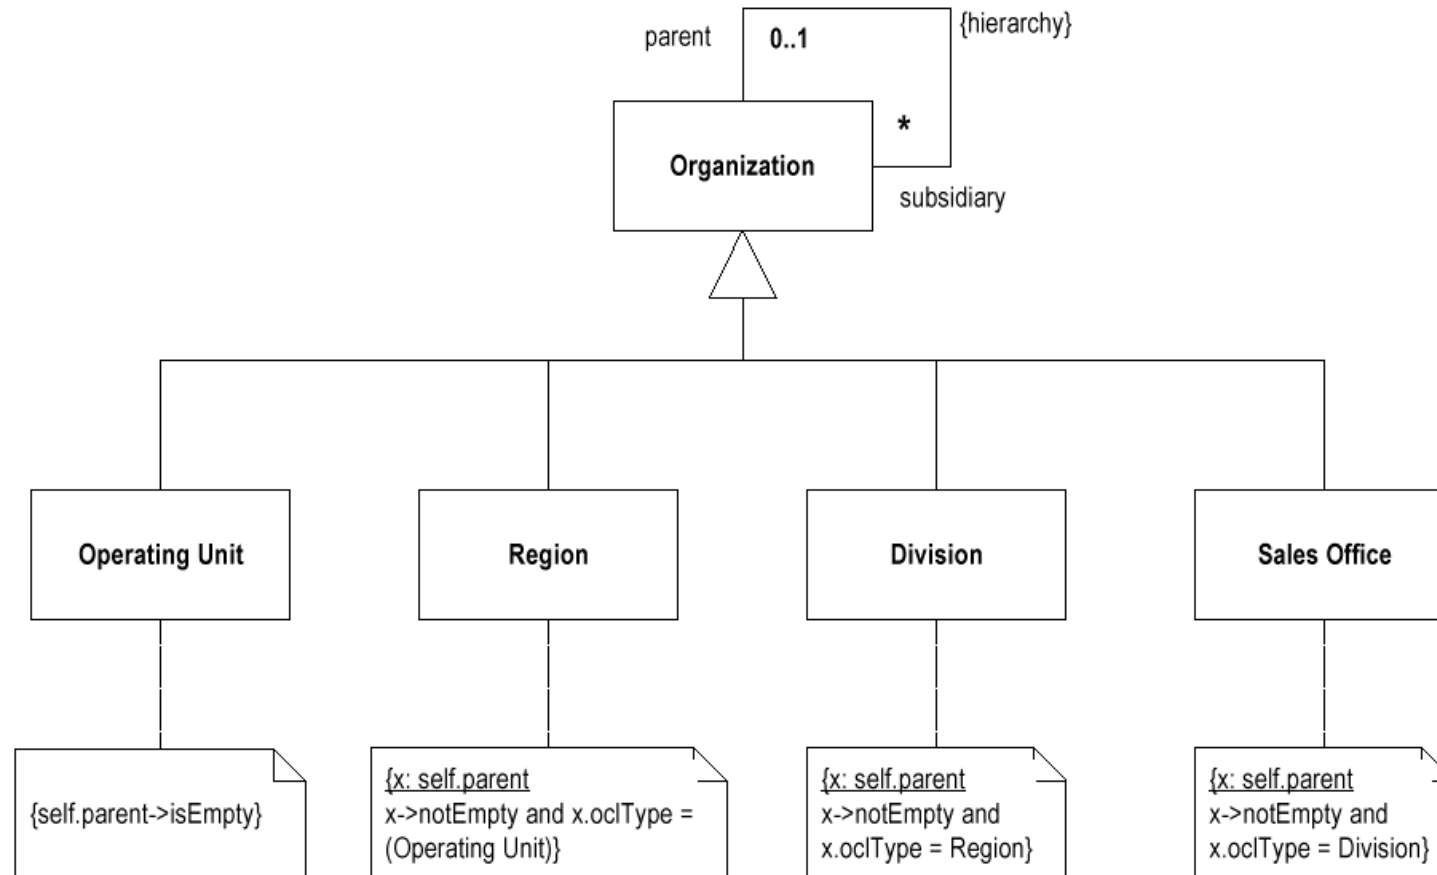 {hierarchy}
parent
0..1
*
Organization
subsidiary
Operating Unit
Region
Division
Sales Office
{self.parent->isEmpty}
{x: self.parent
x->notEmpty and x.oclType =
(Operating Unit)}
{x: self.parent
x->notEmpty and
x.oclType = Region}
{x: self.parent
x->notEmpty and
x.oclType = Division}